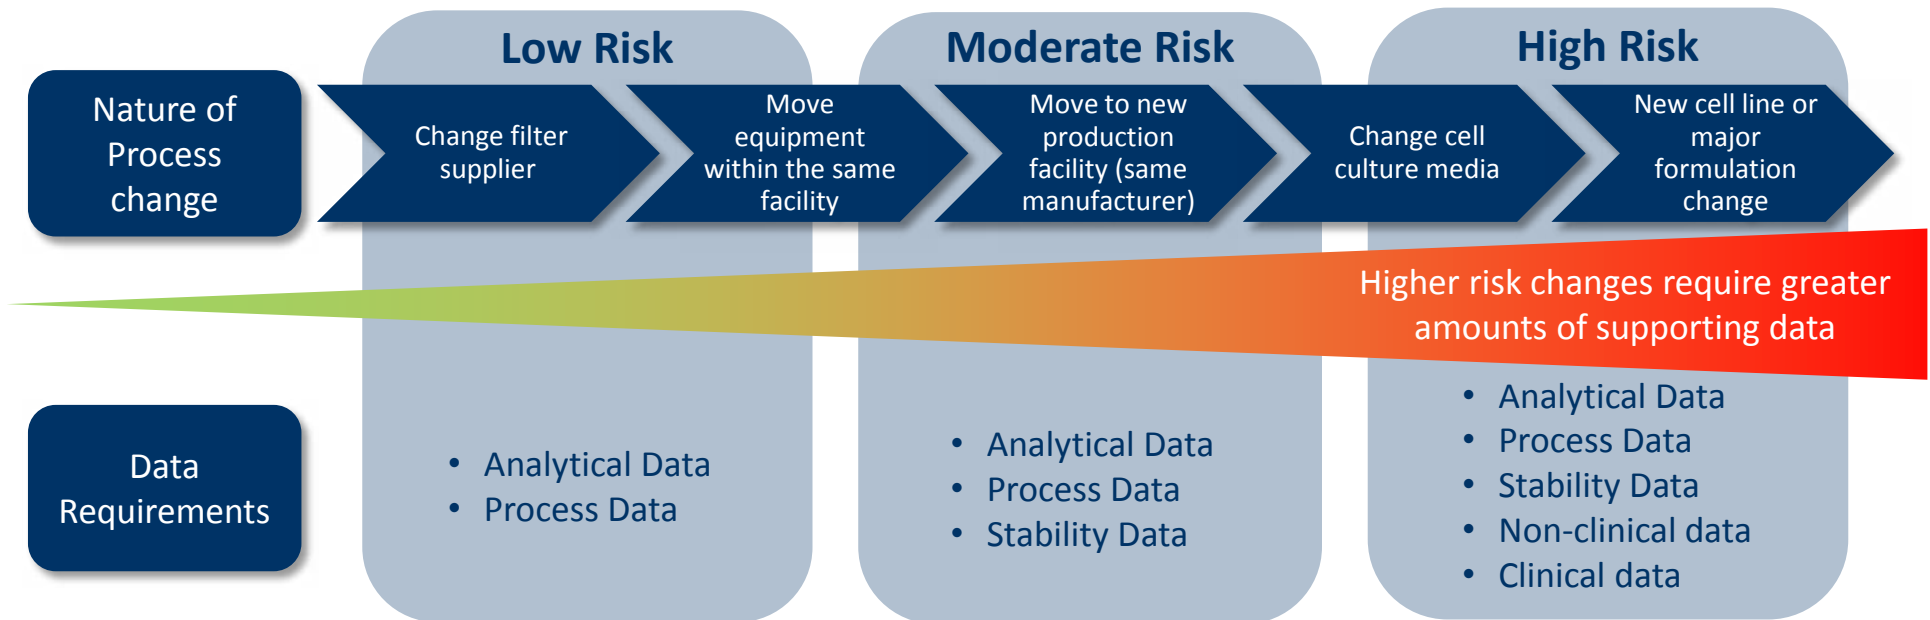 Low Risk
Moderate Risk
High Risk
Nature of
Process
change
Change filter
supplier
Move
equipment
within the same
facility
Move to new
production
facility (same
manufacturer)
Change cell
culture media
New cell line or
major
formulation
change
Higher risk changes require greater
amounts of supporting data
Data
Requirements
• Analytical Data
• Process Data
• Analytical Data
• Process Data
• Stability Data
• Analytical Data
• Process Data
• Stability Data
• Non-clinical data
• Clinical data